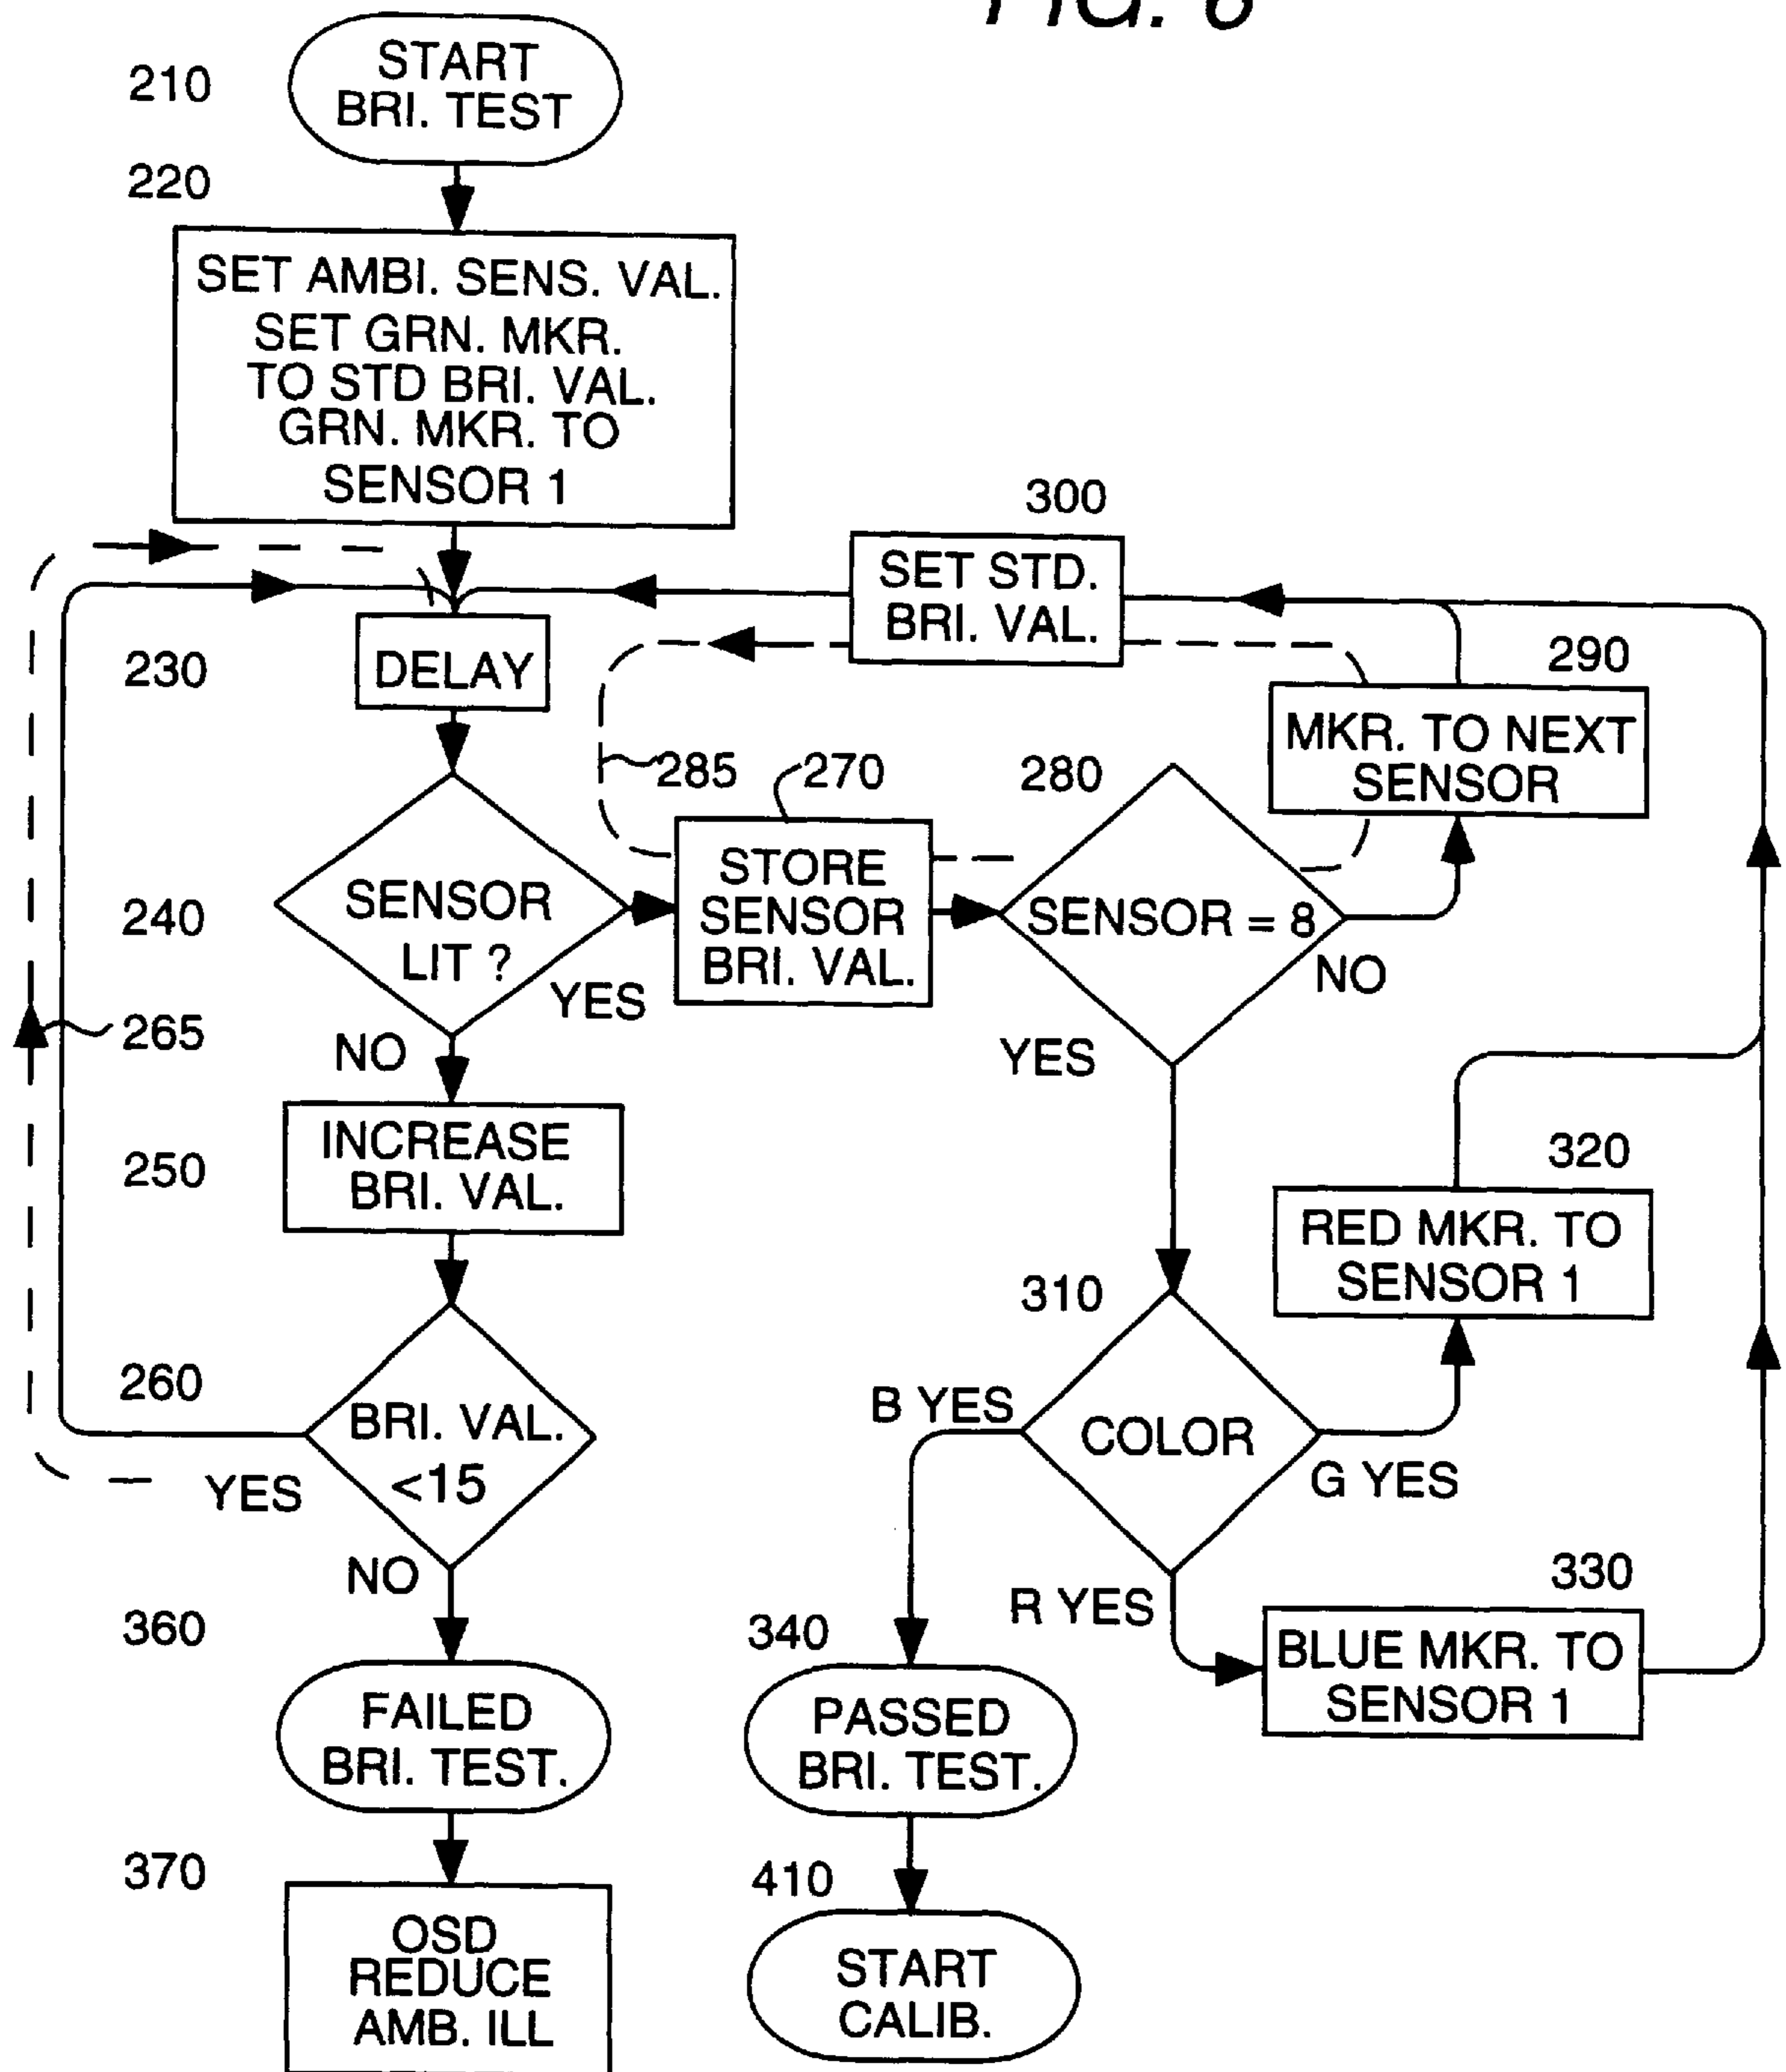 FIG. 6
210
START
BRI. TEST
220
SET AMBI. SENS. VAL.
SET GRN. MKR.
TO STD BRI. VAL.
GRN. MKR. TO
SENSOR 1
300
SET STD.
BRI. VAL.
230
DELAY
290
MKR. TO NEXT
SENSOR
285
270
280
STORE
SENSOR
BRI. VAL.
240
SENSOR
LIT ?
SENSOR = 8
YES
NO
265
NO
YES
250
INCREASE
BRI. VAL.
320
RED MKR. TO
SENSOR 1
310
260
BRI. VAL.
<15
B YES
COLOR
G YES
YES
NO
R YES
330
BLUE MKR. TO
SENSOR 1
360
340
FAILED
BRI. TEST.
PASSED
BRI. TEST.
370
410
OSD
REDUCE
AMB. ILL
START
CALIB.